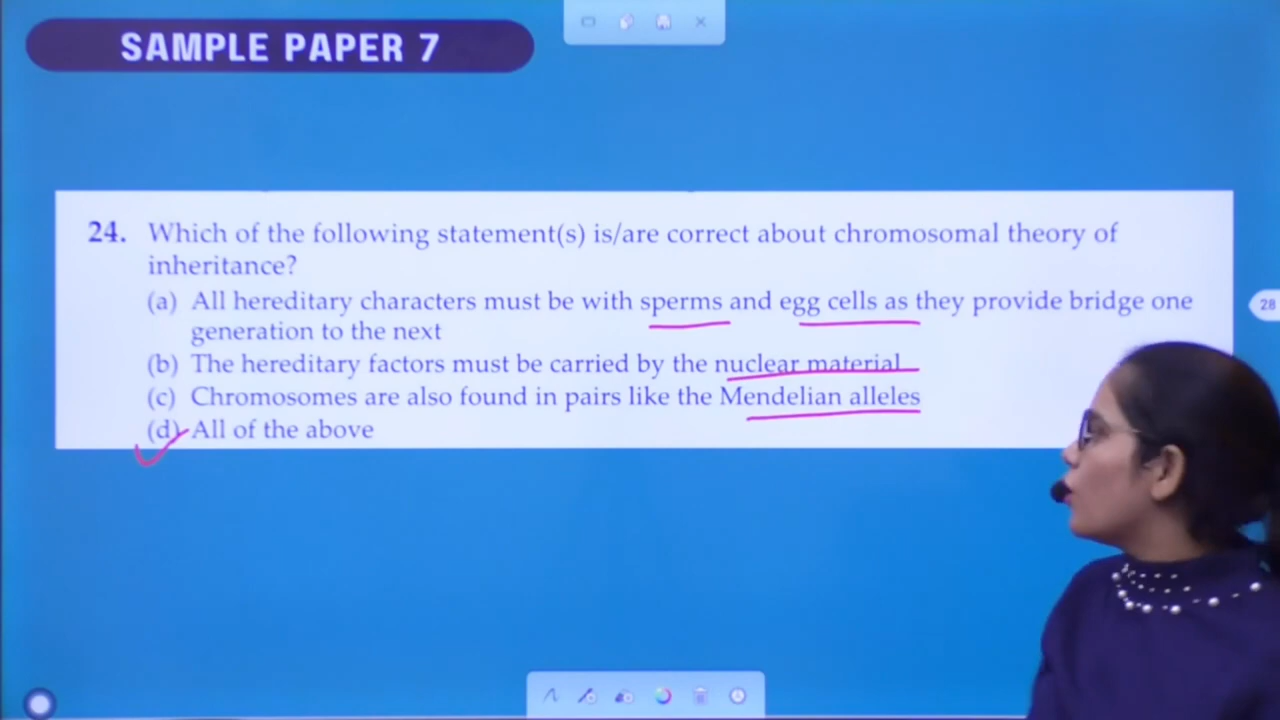 SAMPLE PAPER 7
24. Which of the following statement(s) is/are correct about chromosomal theory of
inheritance?
(a) All hereditary characters must be with sperms and egg cells as they provide bridge one
generation to the next
28
(b) The hereditary factors must be carried by the nuclear material
(c) Chromosomes are also found in pairs like the Mendelian alleles
(d) All of the above